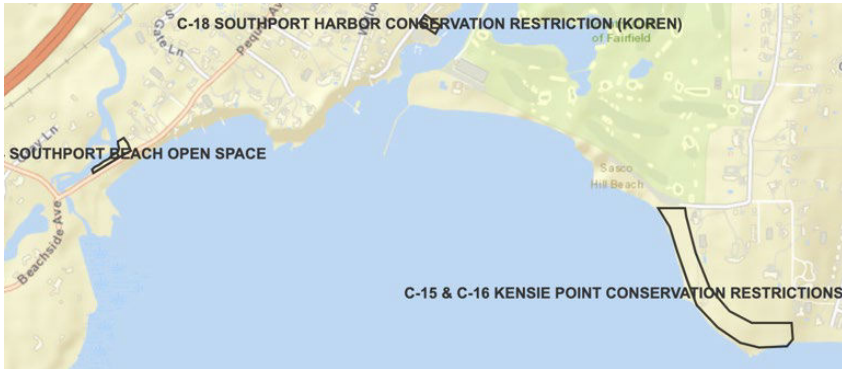 C-18 SOUTHPORT HARBOR CONSERVATION RESTRICTION (KOREN)
of Fairfield
Gate Ln
Pequot
SOUTHPORT BEACH OPEN SPACE
Sasco
Hill Beach
Beachside Ave
C-15 & C-16 KENSIE POINT CONSERVATION RESTRICTIONS